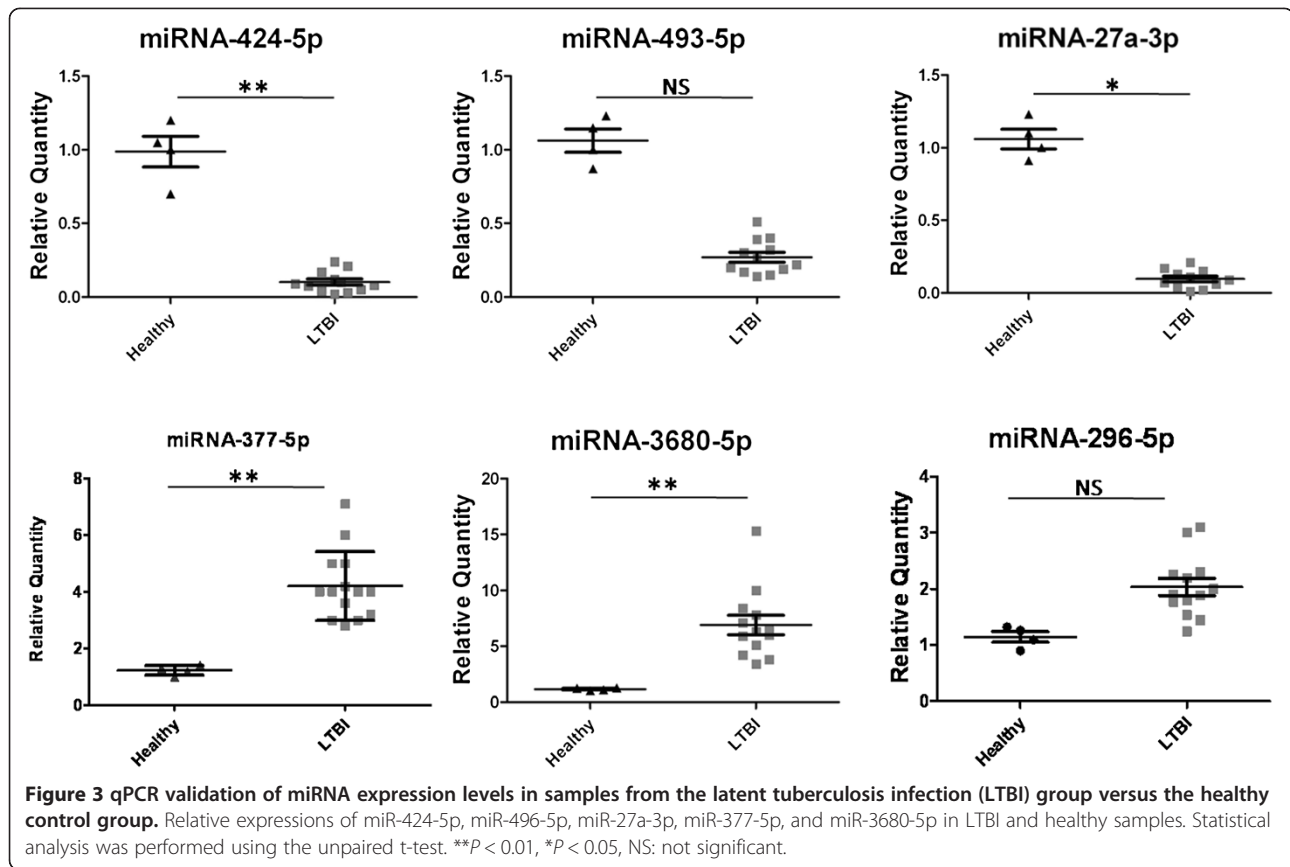 miRNA-424-5p
miRNA-493-5p
miRNA-27a-3p
Relative Quantity
1.5
1.0
0.5
0.0
**
Healthy
LTBI
Relative Quantity
1.5
1.0
0.5
0.0
NS
Healthy
LTBI
Relative Quantity
1.5
1.0
0.5
0.0
*
Healthy
LTBI
miRNA-377-5p
miRNA-3680-5p
miRNA-296-5p
Relative Quantity
8
6
4
2
0
**
Healthy
LTBI
Relative Quantity
20
15
10
5
0
**
Healthy
LTBI
Relative Quantity
4
3
2
1
0
NS
Healthy
LTBI
Figure 3 qPCR validation of miRNA expression levels in samples from the latent tuberculosis infection (LTBI) group versus the healthy
control group. Relative expressions of miR-424-5p, miR-496-5p, miR-27a-3p, miR-377-5p, and miR-3680-5p in LTBI and healthy samples. Statistical
analysis was performed using the unpaired t-test. **P < 0.01, *P < 0.05, NS: not significant.